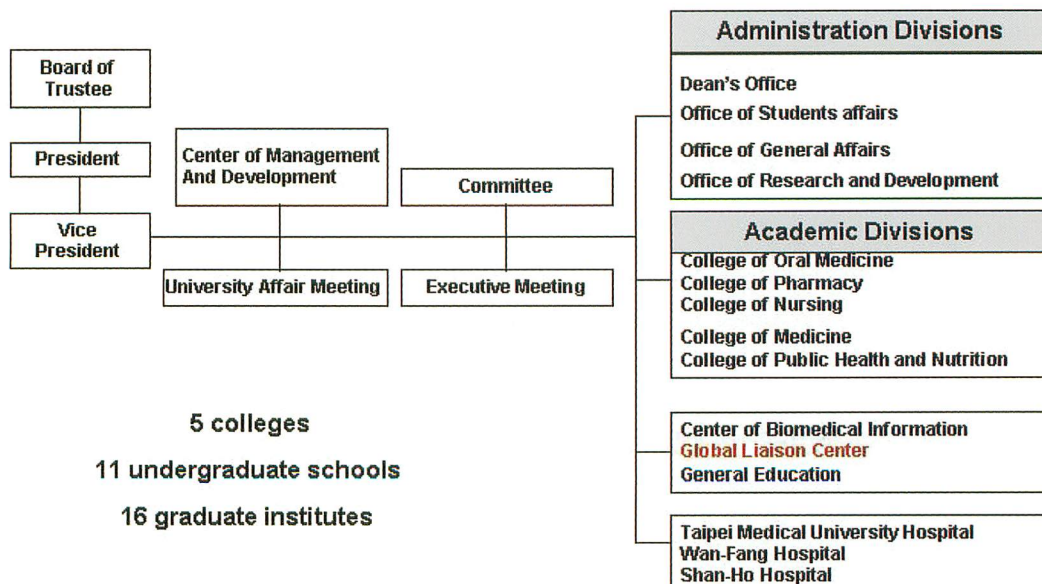 Board of
Trustee
President
Vice
President
Center of Management
And Development
Committee
University Affair Meeting
Executive Meeting
5 colleges
11 undergraduate schools
16 graduate institutes
Administration Divisions
Dean's Office
Office of Students affairs
Office of General Affairs
Office of Research and Development
Academic Divisions
College of Oral Medicine
College of Pharmacy
College of Nursing
College of Medicine
College of Public Health and Nutrition
Center of Biomedical Information
Global Liaison Center
General Education
Taipei Medical University Hospital
Wan-Fang Hospital
Shan-Ho Hospital